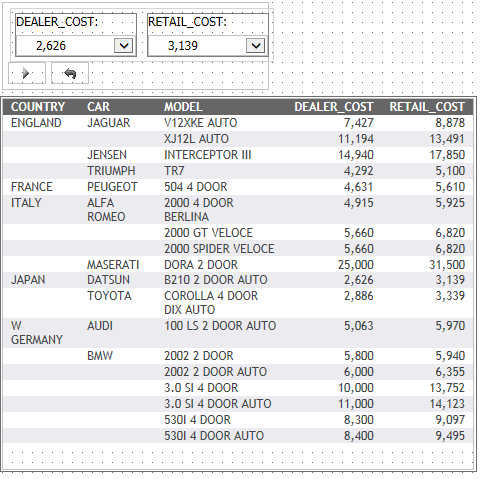 DEALER_COST: RETAIL_COST:
2,626 3,139
COUNTRY CAR MODEL DEALER_COST RETAIL_COST
ENGLAND JAGUAR V12XKE AUTO 7,427 8,878
XJ12L AUTO 11,194 13,491
JENSEN INTERCEPTOR III 14,940 17,850
TRIUMPH TR7 4,292 5,100
FRANCE PEUGEOT 504 4 DOOR 4,631 5,610
ITALY ALFA 2000 4 DOOR 4,915 5,925
ROMEO BERLINA
2000 GT VELOCE 5,660 6,820
2000 SPIDER VELOCE 5,660 6,820
MASERATI DORA 2 DOOR 25,000 31,500
JAPAN DATSUN B210 2 DOOR AUTO 2,626 3,139
TOYOTA COROLLA 4 DOOR 2,886 3,339
DIX AUTO
W AUDI 100 LS 2 DOOR AUTO 5,063 5,970
GERMANY
BMW 2002 2 DOOR 5,800 5,940
2002 2 DOOR AUTO 6,000 6,355
3.0 SI 4 DOOR 10,000 13,752
3.0 SI 4 DOOR AUTO 11,000 14,123
530I 4 DOOR 8,300 9,097
530I 4 DOOR AUTO 8,400 9,495